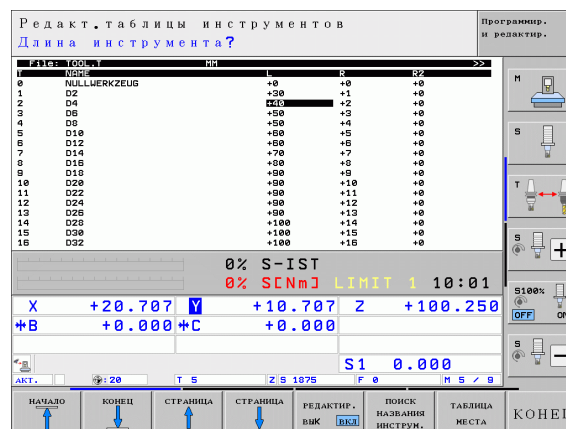 Редакт.таблицы инструментов
Длина инструмента?
Программир.
и редактир.
File: TOOL.T MM >>
T NAME L R R2
0 NULLWERKZEUG +0 +0 +0
1 D2 +30 +1 +0
2 D4 +40 +2 +0
3 D6 +50 +3 +0
4 D8 +50 +4 +0
5 D10 +60 +5 +0
6 D12 +60 +6 +0
7 D14 +70 +7 +0
8 D16 +80 +8 +0
9 D18 +90 +9 +0
10 D20 +90 +10 +0
11 D22 +90 +11 +0
12 D24 +90 +12 +0
13 D26 +90 +13 +0
14 D28 +100 +14 +0
15 D30 +100 +15 +0
16 D32 +100 +16 +0
0% S-IST
0% S[Nm] LIMIT 1 10:01
X +20.707 Y +10.707 Z +100.250
B +0.000 C +0.000
S1 0.000
АКТ. : 20 T 5 Z S 1875 F 0 M 5 / 9
M
S
T
S
+
S100%
OFF ON
S
-
НАЧАЛО
КОНЕЦ
СТРАНИЦА
СТРАНИЦА
РЕДАКТИР.
ВЫК ВКЛ
ПОИСК
НАЗВАНИЯ
ИНСТРУМ.
ТАБЛИЦА
МЕСТА
КОНЕЦ